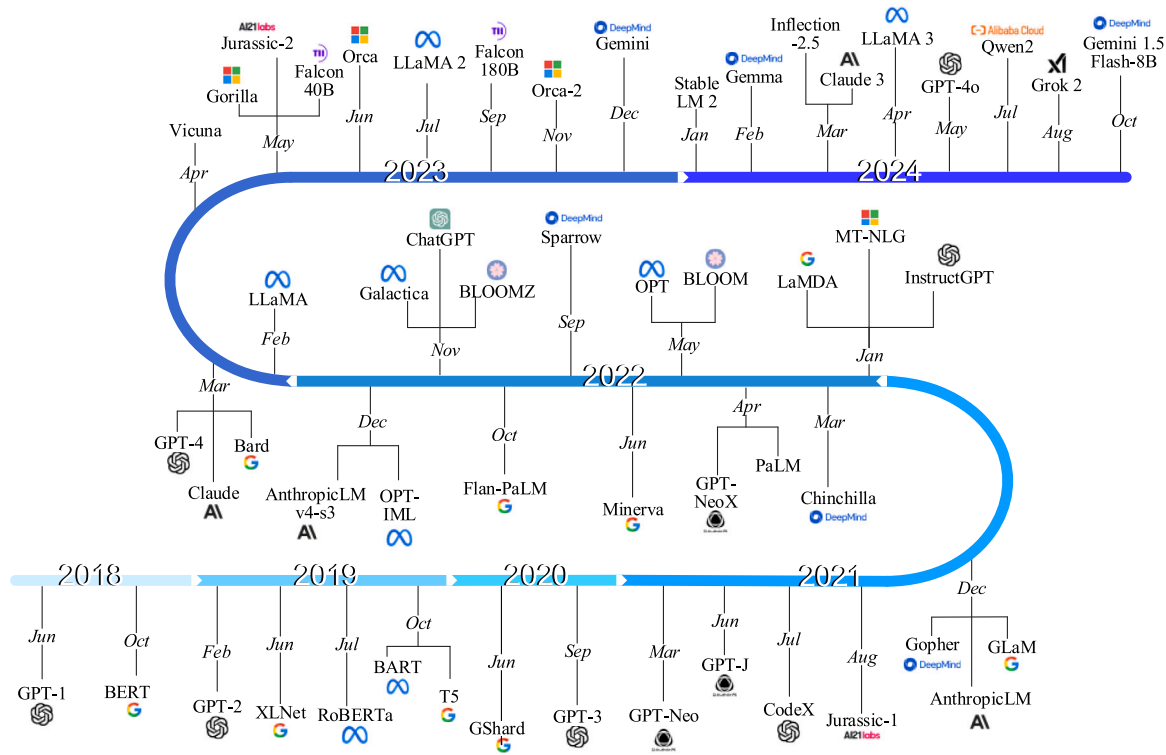 AI21labs
Jurassic-2
Gorilla
Falcon
40B
Orca
LLaMA 2
Falcon
180B
Orca-2
DeepMind
Gemini
Stable
LM 2
DeepMind
Gemma
Inflection
-2.5
Claude 3
LLaMA 3
GPT-4o
Alibaba Cloud
Qwen2
Grok 2
DeepMind
Gemini 1.5
Flash-8B
Vicuna
Apr
May
Jun
Jul
Sep
Nov
Dec
Jan
Feb
Mar
Apr
May
Jul
Aug
Oct
2023
2024
LLaMA
Feb
ChatGPT
Galactica
BLOOMZ
Nov
DeepMind
Sparrow
Sep
OPT
BLOOM
May
MT-NLG
LaMDA
InstructGPT
Jan
2022
Mar
GPT-4
Bard
Claude
Dec
AnthropicLM
v4-s3
OPT-
IML
Oct
Flan-PaLM
Jun
Minerva
Apr
GPT-
NeoX
PaLM
Mar
Chinchilla
DeepMind
2018
2019
2020
2021
Jun
GPT-1
Oct
BERT
Feb
GPT-2
Jun
XLNet
Jul
RoBERTa
Oct
BART
T5
Jun
GShard
Sep
GPT-3
Mar
GPT-Neo
Jun
GPT-J
Jul
CodeX
Aug
Jurassic-1
AI21labs
Dec
Gopher
DeepMind
GLaM
AnthropicLM